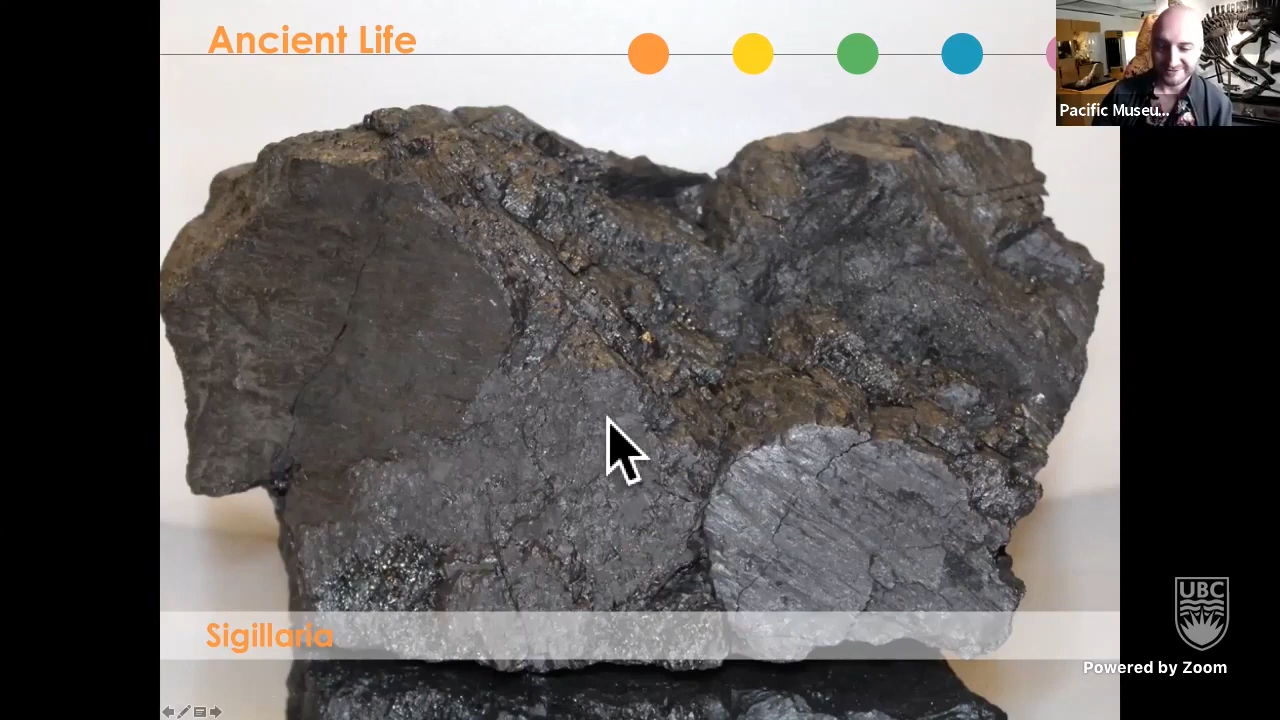 Ancient Life
Pacific Museu...
Sigillaria
UBC
Powered by Zoom